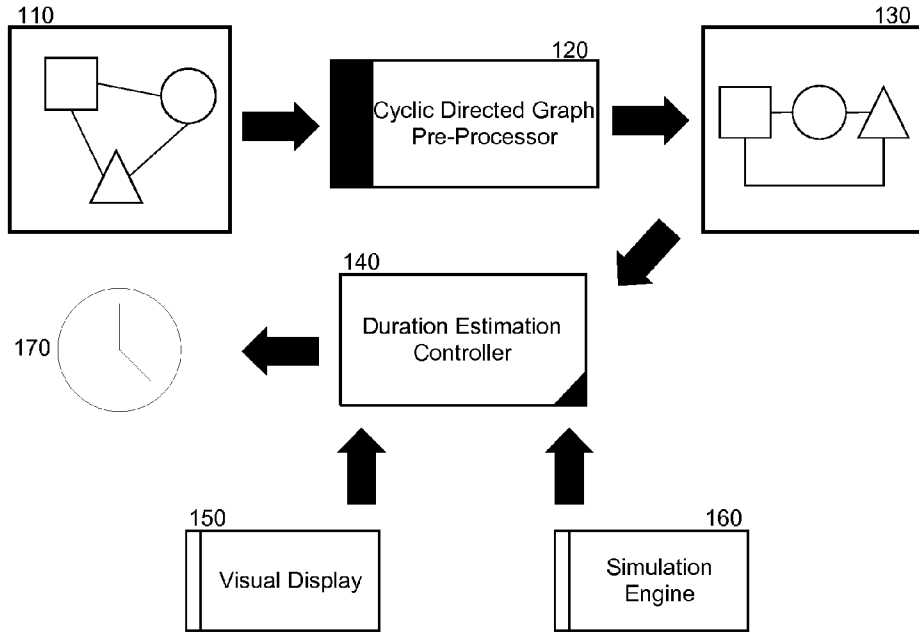 110
120
130
Cyclic Directed Graph
Pre-Processor
140
Duration Estimation
Controller
170
150
160
Visual Display
Simulation
Engine